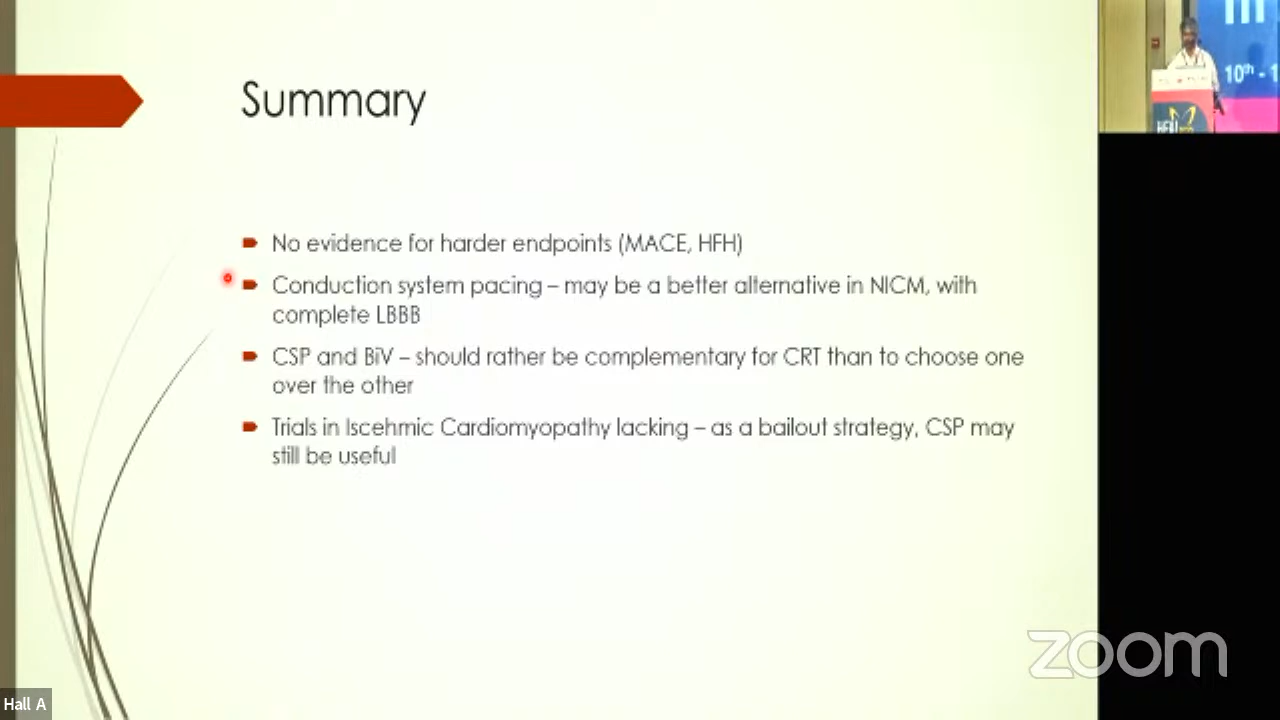 Summary
No evidence for harder endpoints (MACE, HFH)
Conduction system pacing – may be a better alternative in NICM, with
complete LBBB
CSP and BiV – should rather be complementary for CRT than to choose one
over the other
Trials in Iscehmic Cardiomyopathy lacking – as a bailout strategy, CSP may
still be useful
10th - 1
zoom
Hall A